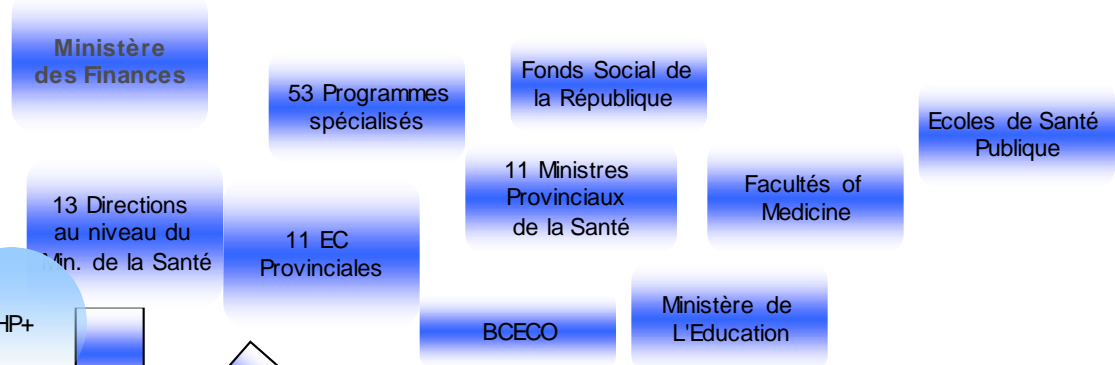 Ministère
des Finances
53 Programmes
spécialisés
Fonds Social de
la République
Ecoles de Santé
Publique
13 Directions
au niveau du
Min. de la Santé
11 EC
Provinciales
11 Ministres
Provinciaux
de la Santé
Facultés of
Medicine
HP+
BCECO
Ministère de
L'Education